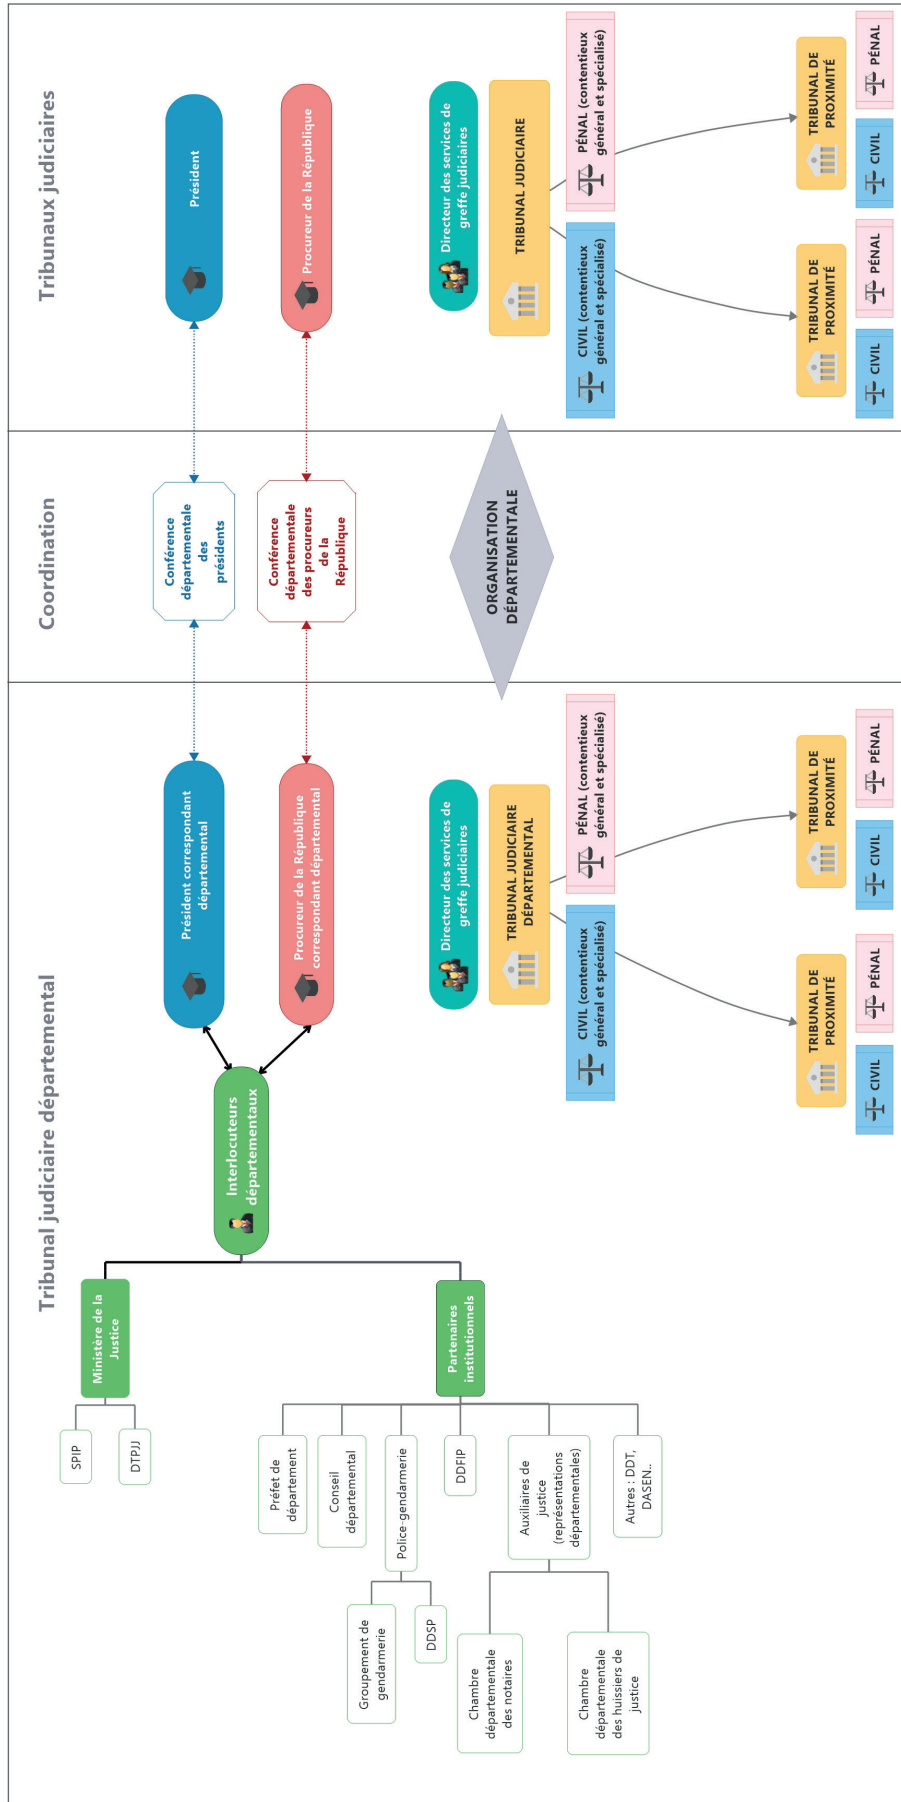 Tribunal judiciaire départemental
Coordination
Tribunaux judiciaires
Ministère de la
Justice
SPIP
DTPJJ
Interlocuteurs
départementaux
Partenaires
institutionnels
Préfet de
département
Conseil
départemental
Police-gendarmerie
Groupement de
gendarmerie
DDSP
DDFIP
Auxiliaires de
justice
(représentations
départementales)
Chambre
départementale
des notaires
Chambre
départementale
des huissiers de
justice
Autres : DDT,
DASEN..
Président correspondant
départemental
Procureur de la République
correspondant départemental
Conférence
départementale
des
présidents
Conférence
départementale
des procureurs
de la
République
Président
Procureur de la République
ORGANISATION
DÉPARTEMENTALE
Directeur des services de
greffe judiciaires
TRIBUNAL JUDICIAIRE
DÉPARTEMENTAL
CIVIL (contentieux
général et spécialisé)
PÉNAL (contentieux
général et spécialisé)
TRIBUNAL DE
PROXIMITÉ
CIVIL
PÉNAL
TRIBUNAL DE
PROXIMITÉ
CIVIL
PÉNAL
Directeur des services de
greffe judiciaires
TRIBUNAL JUDICIAIRE
CIVIL (contentieux
général et spécialisé)
PÉNAL (contentieux
général et spécialisé)
TRIBUNAL DE
PROXIMITÉ
CIVIL
PÉNAL
TRIBUNAL DE
PROXIMITÉ
CIVIL
PÉNAL